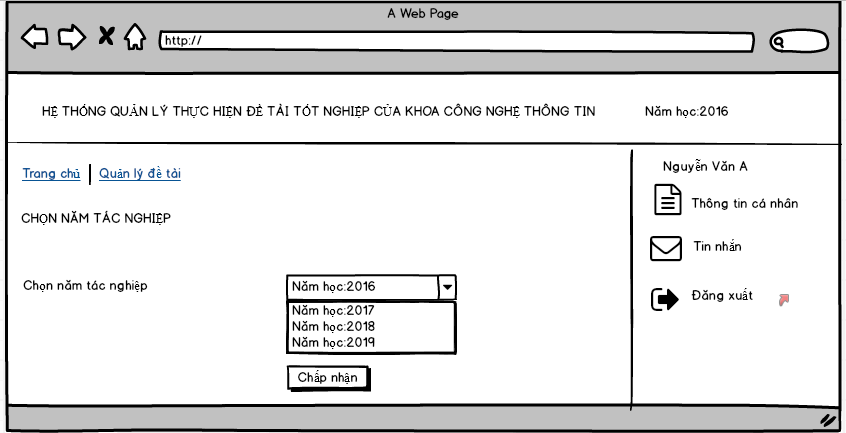 A Web Page
http://
HỆ THỐNG QUẢN LÝ THỰC HIỆN ĐỀ TÀI TỐT NGHIỆP CỦA KHOA CÔNG NGHỆ THÔNG TIN
Năm học:2016
Trang chủ
Quản lý đề tài
Nguyễn Văn A
Thông tin cá nhân
Tin nhắn
Đăng xuất
CHỌN NĂM TÁC NGHIỆP
Chọn năm tác nghiệp
Năm học:2016
Năm học:2017
Năm học:2018
Năm học:2019
Chấp nhận